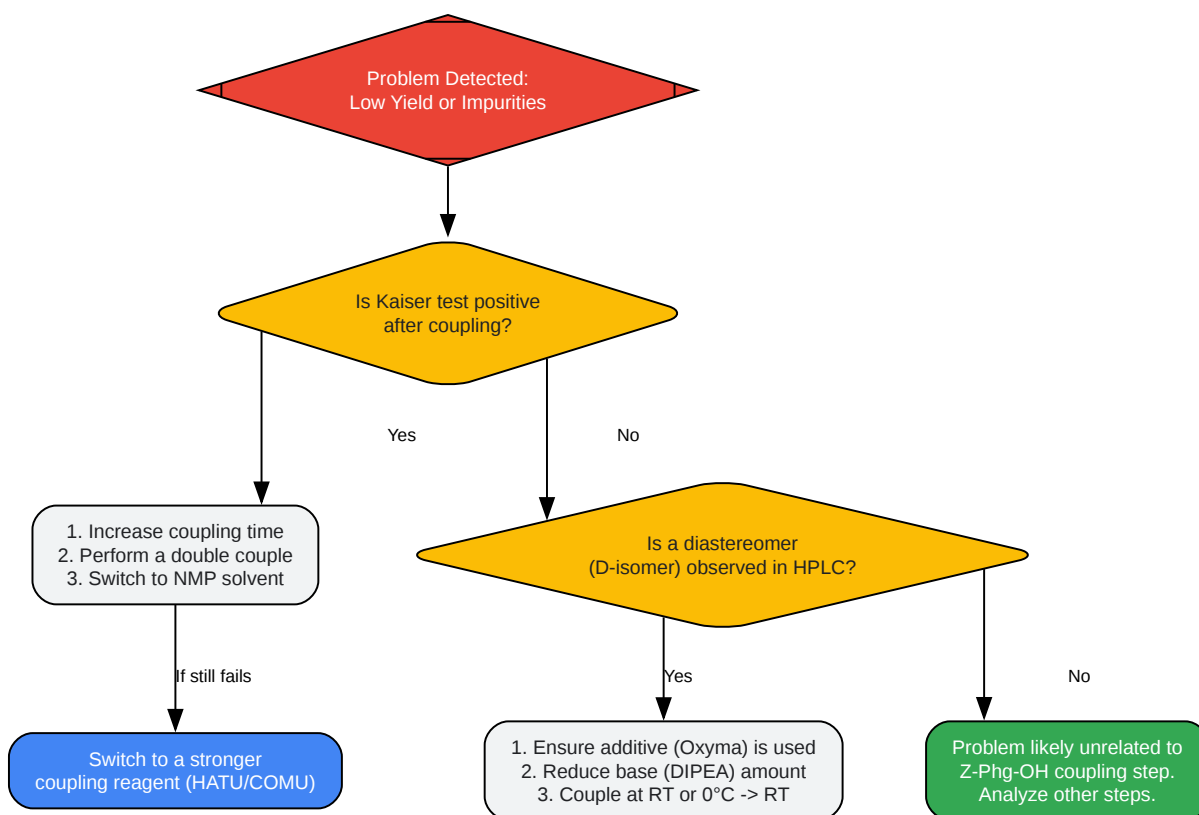 Problem Detected:
Low Yield or Impurities
Is Kaiser test positive
after coupling?
Yes
No
1. Increase coupling time
2. Perform a double couple
3. Switch to NMP solvent
Is a diastereomer
(D-isomer) observed in HPLC?
If still fails
Yes
No
Switch to a stronger
coupling reagent (HATU/COMU)
1. Ensure additive (Oxyma) is used
2. Reduce base (DIPEA) amount
3. Couple at RT or 0°C -> RT
Problem likely unrelated to
Z-Phg-OH coupling step.
Analyze other steps.